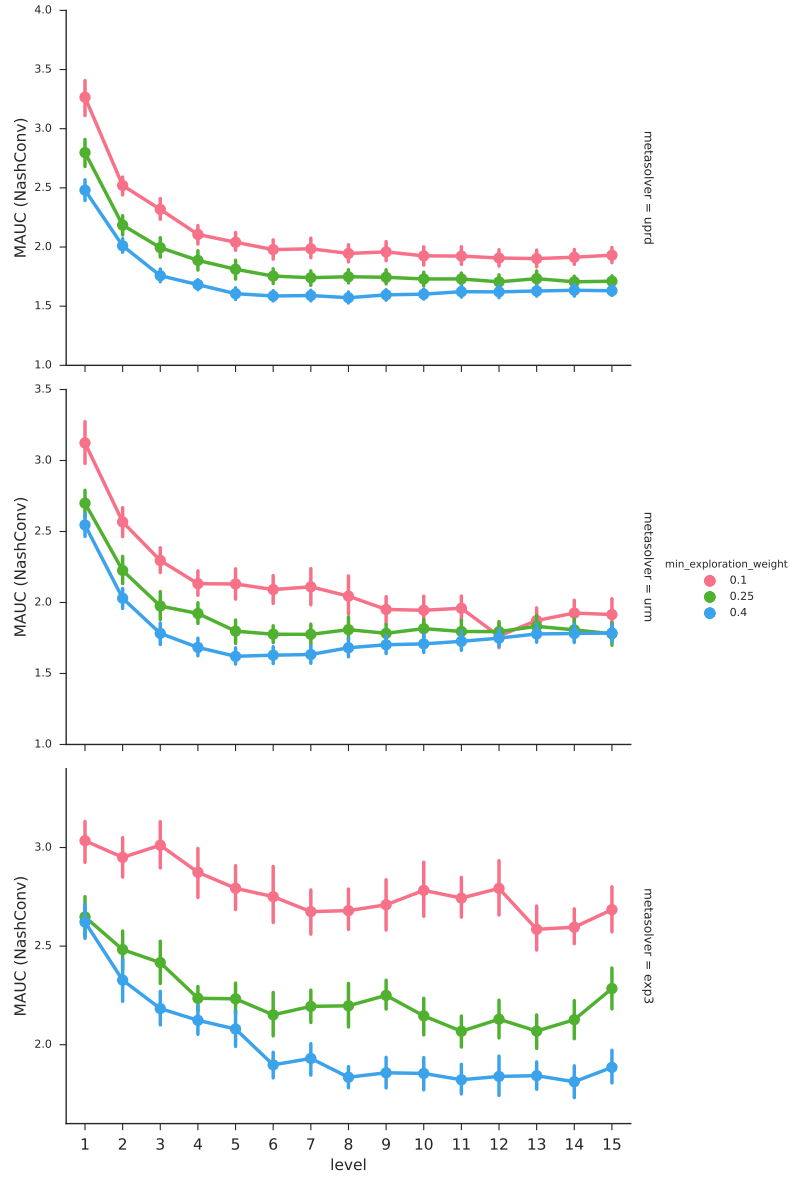 4.0
3.5
3.0
2.5
2.0
1.5
1.0
MAUC (NashConv)
metasolver = uprd
3.5
3.0
2.5
2.0
1.5
1.0
MAUC (NashConv)
metasolver = urm
min_exploration_weight
0.1
0.25
0.4
3.0
2.5
2.0
MAUC (NashConv)
metasolver = exp3
1 2 3 4 5 6 7 8 9 10 11 12 13 14 15
level